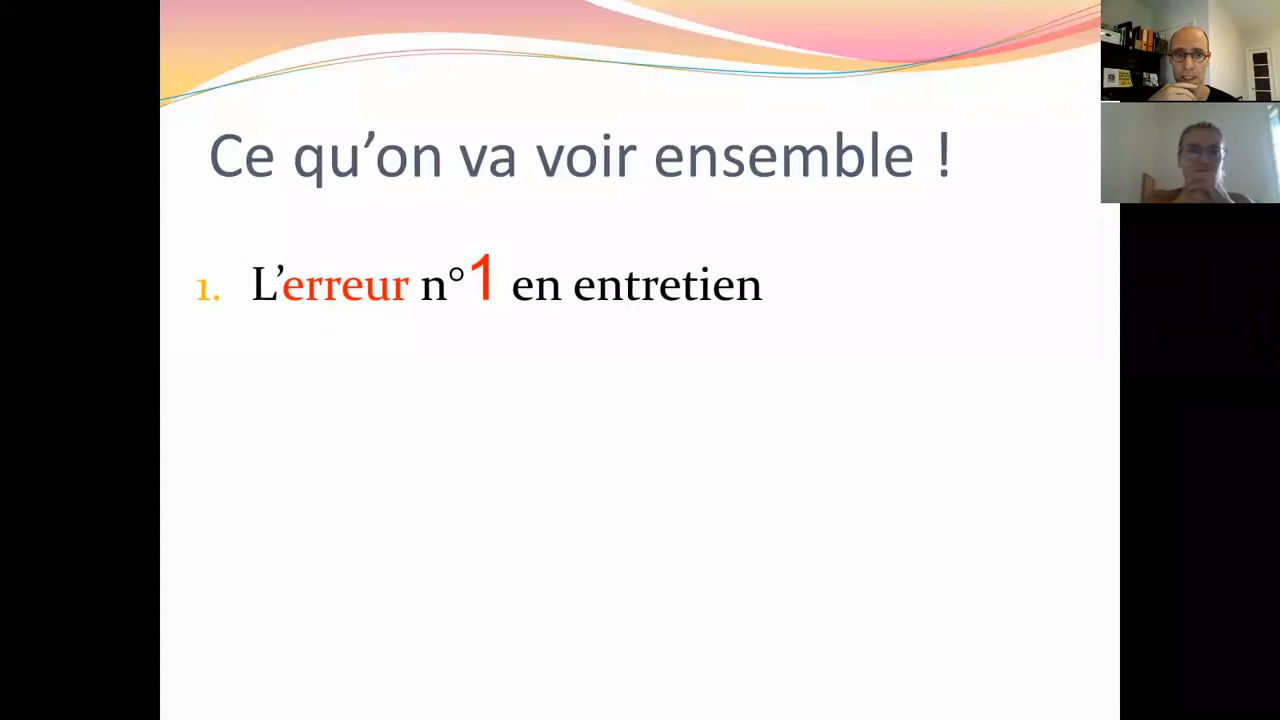 Ce qu’on va voir ensemble !
1. L’erreur n°1 en entretien